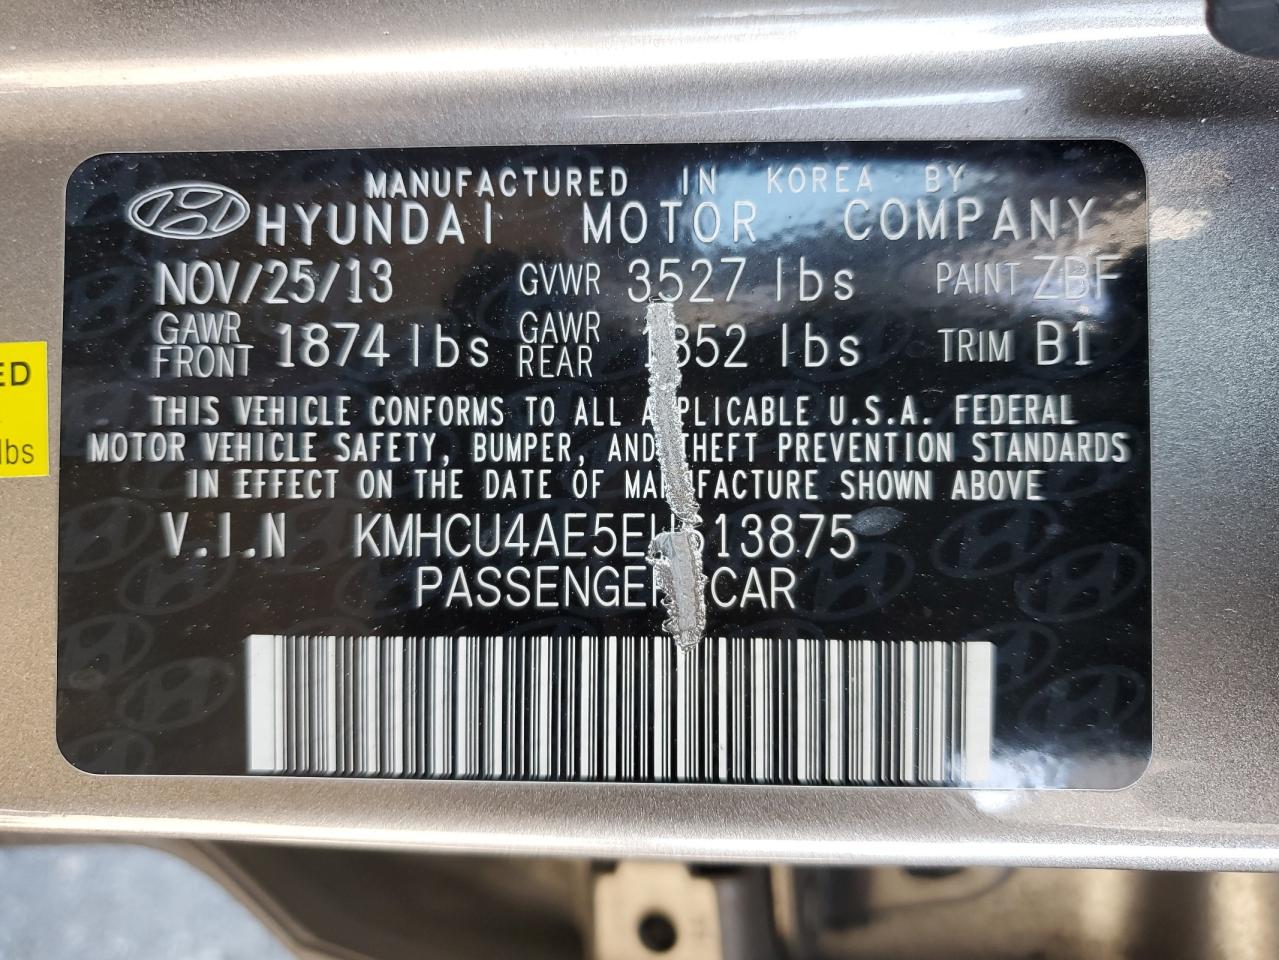 MANUFACTURED IN KOREA BY
HYUNDAI MOTOR COMPANY
NOV/25/13 GVWR 3527 lbs PAINT ZBF
GAWR FRONT 1874 lbs GAWR REAR 1852 lbs TRIM B1
THIS VEHICLE CONFORMS TO ALL APPLICABLE U.S.A. FEDERAL
MOTOR VEHICLE SAFETY, BUMPER, AND THEFT PREVENTION STANDARDS
IN EFFECT ON THE DATE OF MANUFACTURE SHOWN ABOVE
V.I.N
PASSENGER CAR
lbs